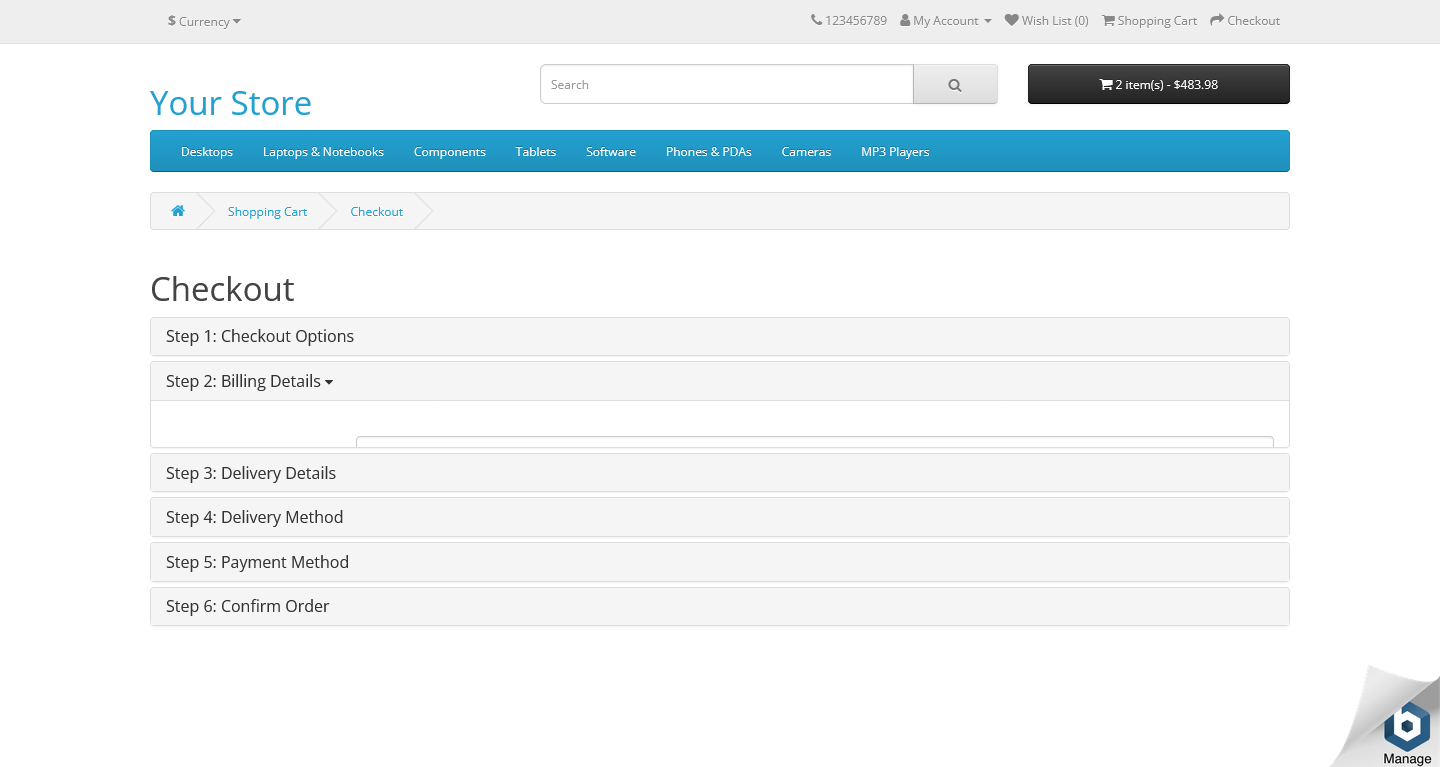 $ Currency
123456789 My Account Wish List (0) Shopping Cart Checkout
Your Store
Search
2 item(s) - $483.98
Desktops Laptops & Notebooks Components Tablets Software Phones & PDAs Cameras MP3 Players
Shopping Cart Checkout
Checkout
Step 1: Checkout Options
Step 2: Billing Details
Step 3: Delivery Details
Step 4: Delivery Method
Step 5: Payment Method
Step 6: Confirm Order
Manage